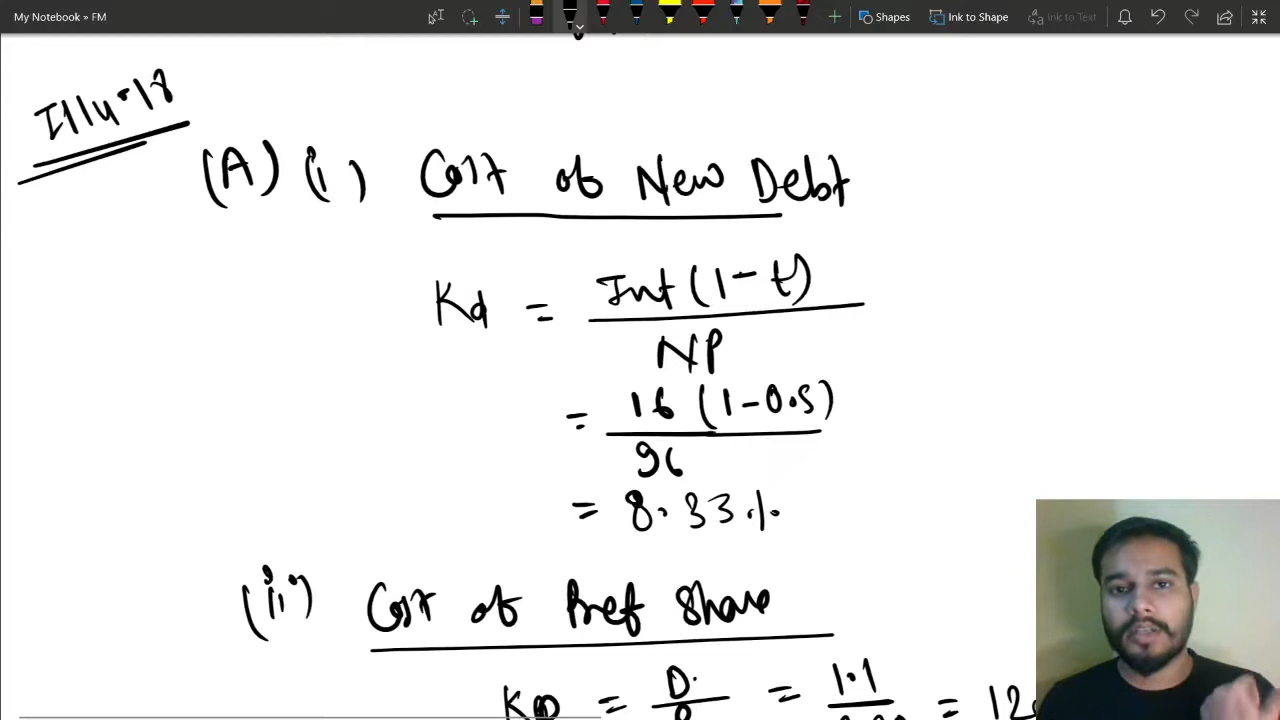 My Notebook » FM
Shapes
Ink to Shape
Ink to Text
Illu-18
(A) (i) Cost of New Debt
Kd = Int (1-t)
NP
= 16 (1-0.5)
96
= 8.33%
(ii) Cost of Pref Share
= D = 1.1 =